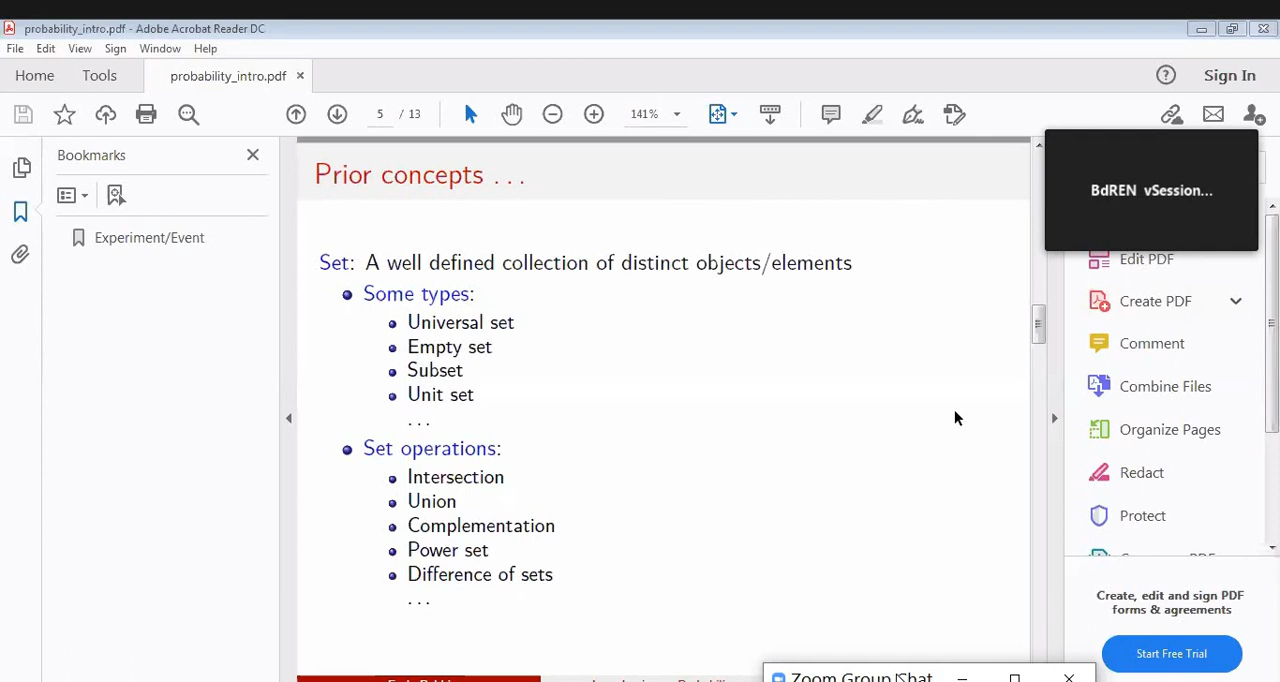 probability_intro.pdf - Adobe Acrobat Reader DC
File Edit View Sign Window Help
Home Tools probability_intro.pdf × Sign In
5 / 13 141%
Bookmarks
Experiment/Event
Prior concepts . . .
Set: A well defined collection of distinct objects/elements
Some types:
Universal set
Empty set
Subset
Unit set
. . .
Set operations:
Intersection
Union
Complementation
Power set
Difference of sets
. . .
BdREN vSession...
Edit PDF
Create PDF
Comment
Combine Files
Organize Pages
Redact
Protect
Create, edit and sign PDF
forms & agreements
Start Free Trial
Zoom Group Chat